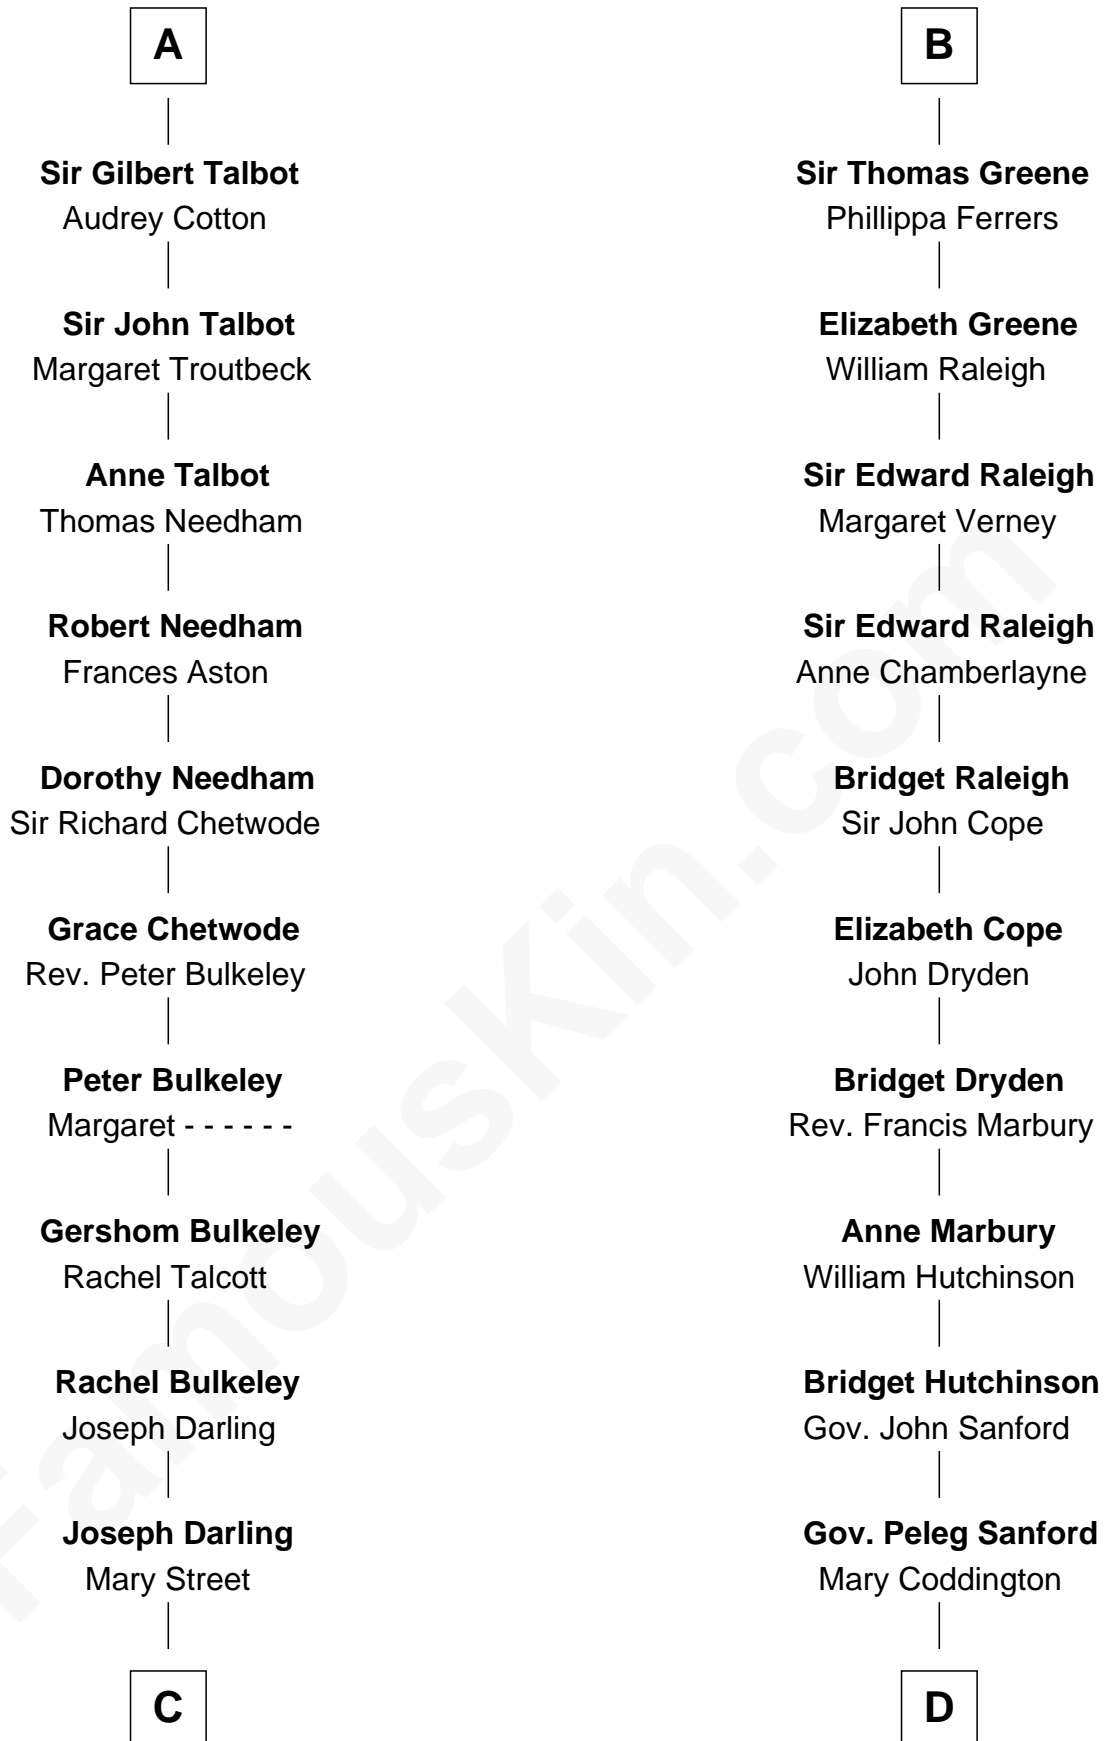 A
Sir Gilbert Talbot
Audrey Cotton
Sir John Talbot
Margaret Troutbeck
Anne Talbot
Thomas Needham
Robert Needham
Frances Aston
Dorothy Needham
Sir Richard Chetwode
Grace Chetwode
Rev. Peter Bulkeley
Peter Bulkeley
Margaret - - - - - -
Gershom Bulkeley
Rachel Talcott
Rachel Bulkeley
Joseph Darling
Joseph Darling
Mary Street
C
B
Sir Thomas Greene
Phillippa Ferrers
Elizabeth Greene
William Raleigh
Sir Edward Raleigh
Margaret Verney
Sir Edward Raleigh
Anne Chamberlayne
Bridget Raleigh
Sir John Cope
Elizabeth Cope
John Dryden
Bridget Dryden
Rev. Francis Marbury
Anne Marbury
William Hutchinson
Bridget Hutchinson
Gov. John Sanford
Gov. Peleg Sanford
Mary Coddington
D
FamousKin.com